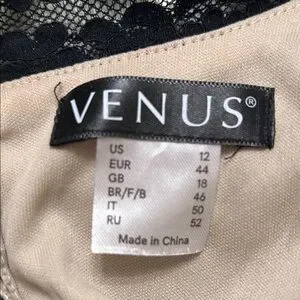 VENUS®
US 12
EUR 44
GB 18
BR/F/B 46
IT 50
RU 52
Made in China